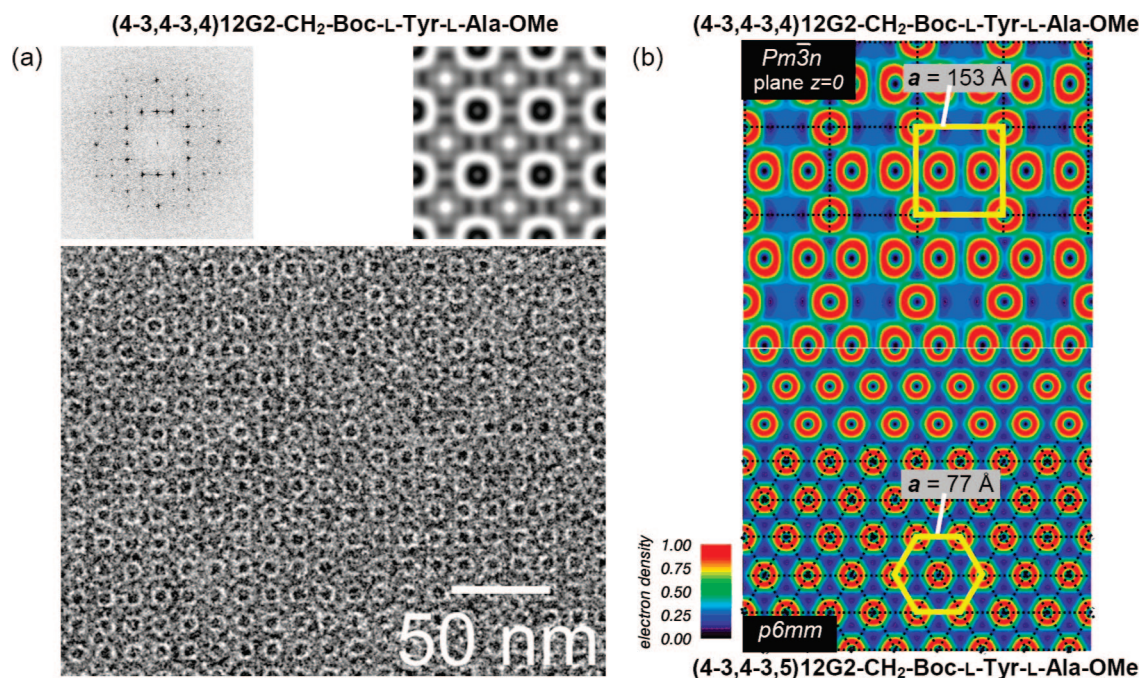 (4-3,4-3,4)12G2-CH₂-Boc-L-Tyr-L-Ala-OMe
(a)
50 nm
(4-3,4-3,4)12G2-CH₂-Boc-L-Tyr-L-Ala-OMe
(b)
Pm3̅n
plane z=0
a = 153 Å
a = 77 Å
electron density
1.00
0.75
0.50
0.25
0.00
p6mm
(4-3,4-3,5)12G2-CH₂-Boc-L-Tyr-L-Ala-OMe